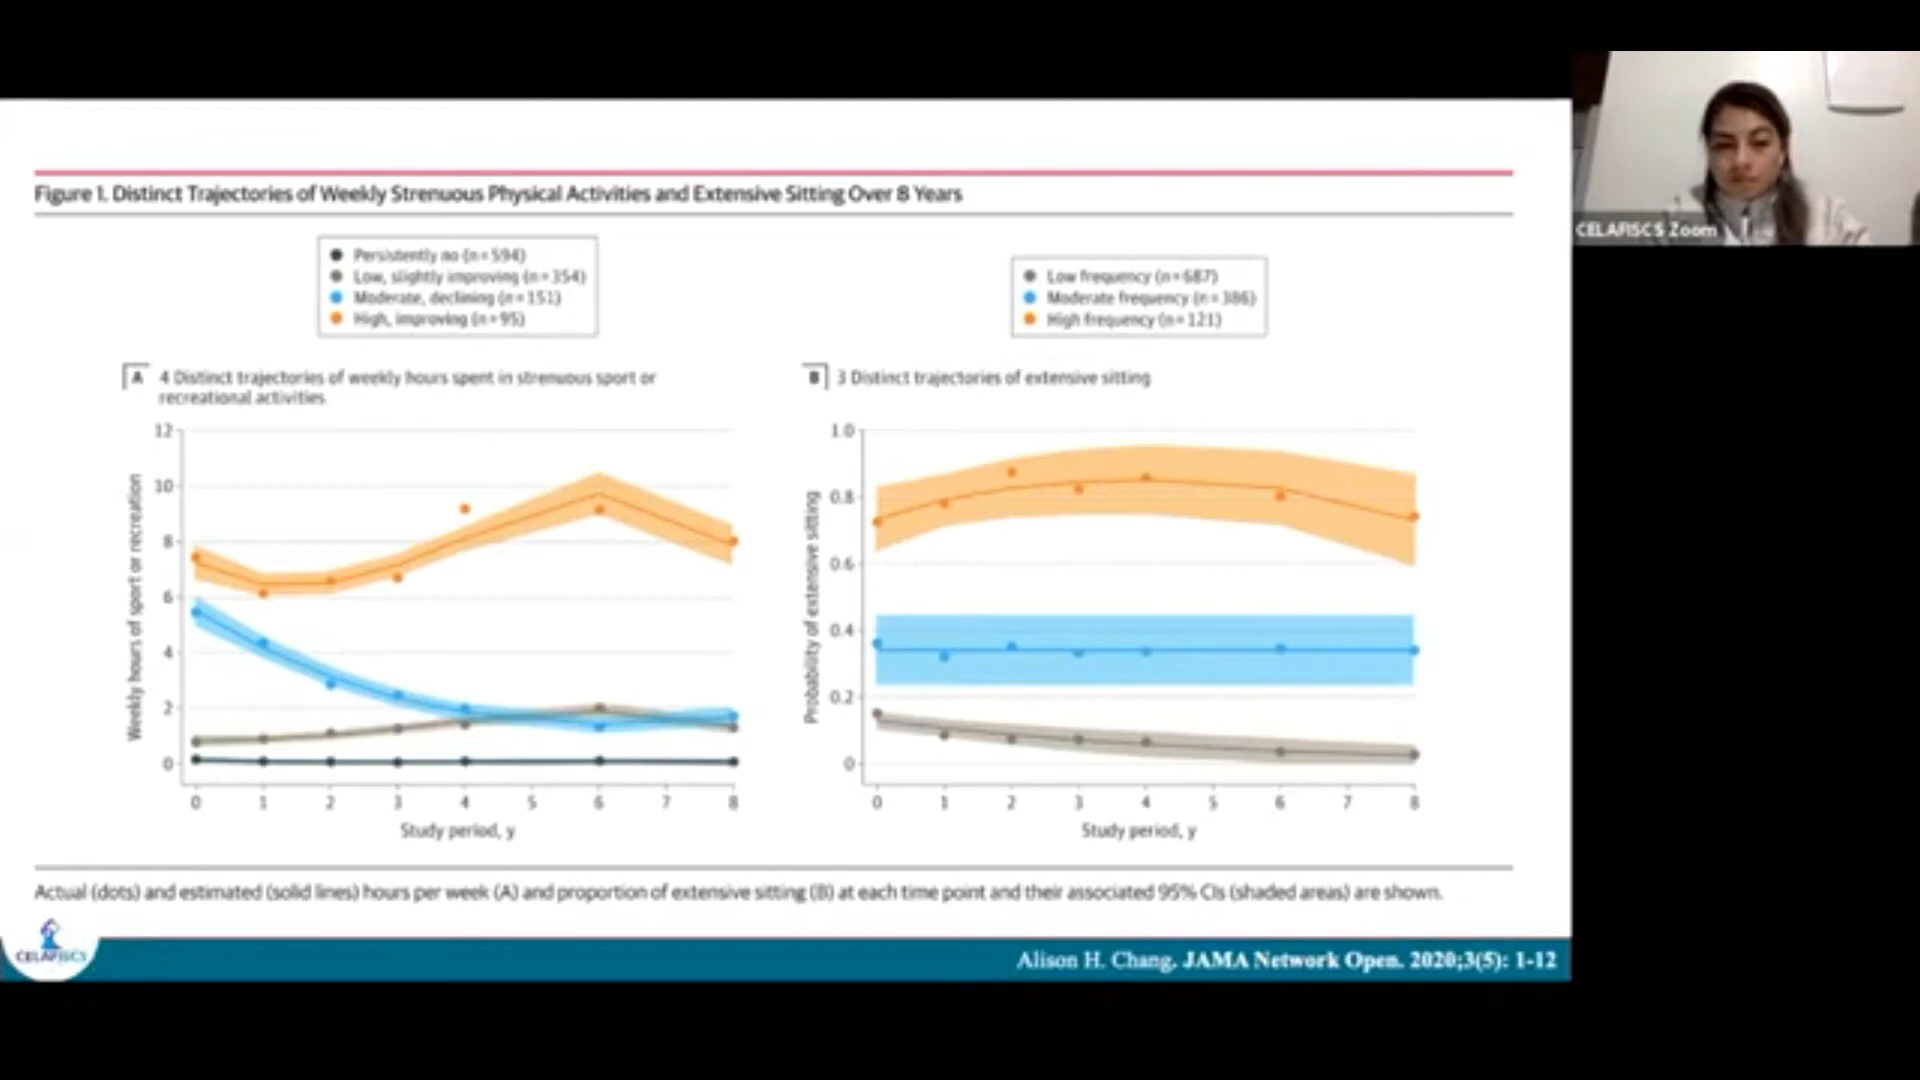 CELAFISCS Zoom
Figure 1. Distinct Trajectories of Weekly Strenuous Physical Activities and Extensive Sitting Over 8 Years
Persistently no (n=594)
Low, slightly improving (n=354)
Moderate, declining (n=151)
High, improving (n=95)
Low frequency (n=687)
Moderate frequency (n=386)
High frequency (n=121)
A 4 Distinct trajectories of weekly hours spent in strenuous sport or
recreational activities
B 3 Distinct trajectories of extensive sitting
Weekly hours of sport or recreation
12
10
8
6
4
2
0
0 1 2 3 4 5 6 7 8
Study period, y
Probability of extensive sitting
1.0
0.8
0.6
0.4
0.2
0
0 1 2 3 4 5 6 7 8
Study period, y
Actual (dots) and estimated (solid lines) hours per week (A) and proportion of extensive sitting (B) at each time point and their associated 95% CIs (shaded areas) are shown.
CELAFISCS
Alison H. Chang. JAMA Network Open. 2020;3(5): 1-12